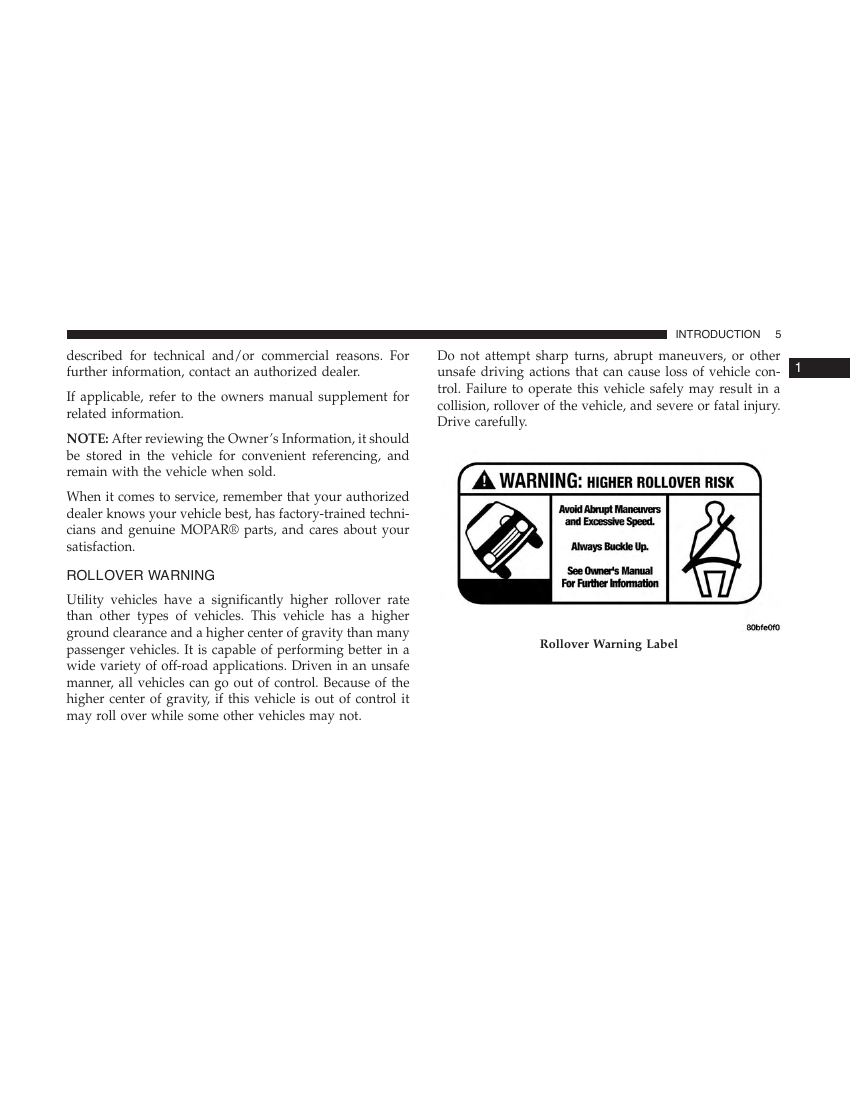 INTRODUCTION 5
1
described for technical and/or commercial reasons. For
further information, contact an authorized dealer.
If applicable, refer to the owners manual supplement for
related information.
NOTE: After reviewing the Owner's Information, it should
be stored in the vehicle for convenient referencing, and
remain with the vehicle when sold.
When it comes to service, remember that your authorized
dealer knows your vehicle best, has factory-trained techni-
cians and genuine MOPAR® parts, and cares about your
satisfaction.
ROLLOVER WARNING
Utility vehicles have a significantly higher rollover rate
than other types of vehicles. This vehicle has a higher
ground clearance and a higher center of gravity than many
passenger vehicles. It is capable of performing better in a
wide variety of off-road applications. Driven in an unsafe
manner, all vehicles can go out of control. Because of the
higher center of gravity, if this vehicle is out of control it
may roll over while some other vehicles may not.
Do not attempt sharp turns, abrupt maneuvers, or other
unsafe driving actions that can cause loss of vehicle con-
trol. Failure to operate this vehicle safely may result in a
collision, rollover of the vehicle, and severe or fatal injury.
Drive carefully.
WARNING: HIGHER ROLLOVER RISK
Avoid Abrupt Maneuvers
and Excessive Speed.
Always Buckle Up.
See Owner's Manual
For Further Information
80bfe0f0
Rollover Warning Label